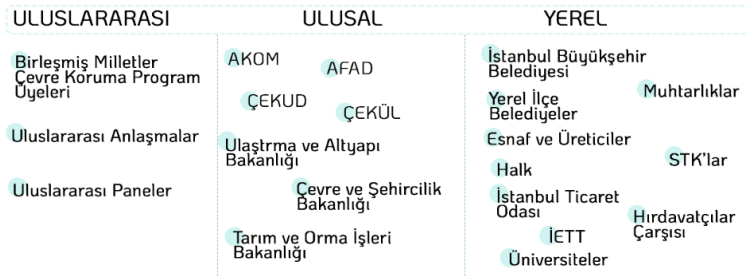 ULUSLARARASI
Birleşmiş Milletler
Çevre Koruma Program
Üyeleri
Uluslararası Anlaşmalar
Uluslararası Paneler
ULUSAL
AKOM
AFAD
ÇEKUD
ÇEKÜL
Ulaştrma ve Altyapı
Bakanlığı
Çevre ve Şehircilik
Bakanlığı
Tarım ve Orma İşleri
Bakanlığı
YEREL
İstanbul Büyükşehir
Belediyesi
Muhtarlıklar
Yerel İlçe
Belediyeler
Esnaf ve Üreticiler
STK'lar
Halk
İstanbul Ticaret
Odası
Hırdavatçılar
Çarşısı
İETT
Üniversiteler